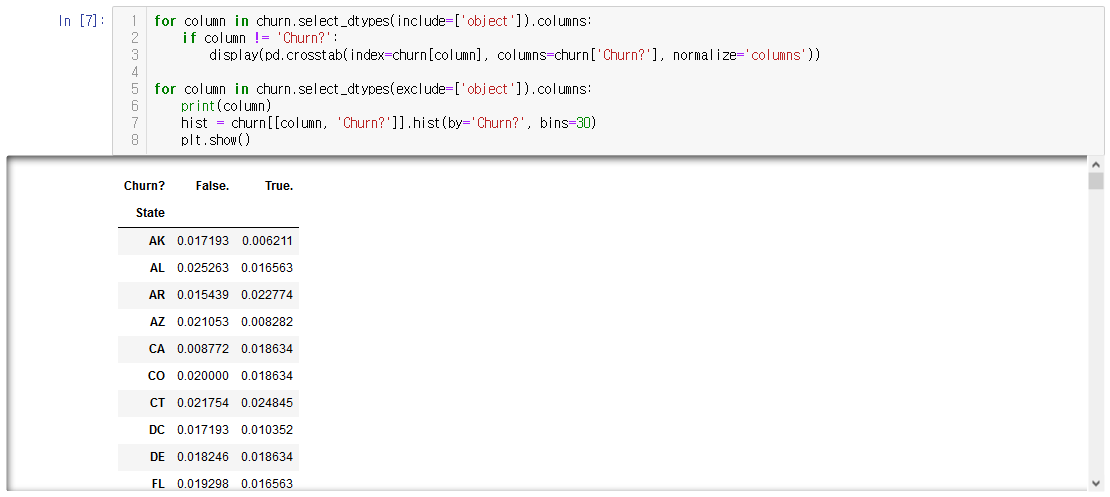 In [7]:
1 for column in churn.select_dtypes(include=['object']).columns:
2     if column != 'Churn?':
3         display(pd.crosstab(index=churn[column], columns=churn['Churn?'], normalize='columns'))
4
5 for column in churn.select_dtypes(exclude=['object']).columns:
6     print(column)
7     hist = churn[[column, 'Churn?']].hist(by='Churn?', bins=30)
8     plt.show()
Churn? False. True.
State
AK 0.017193 0.006211
AL 0.025263 0.016563
AR 0.015439 0.022774
AZ 0.021053 0.008282
CA 0.008772 0.018634
CO 0.020000 0.018634
CT 0.021754 0.024845
DC 0.017193 0.010352
DE 0.018246 0.018634
FL 0.019298 0.016563